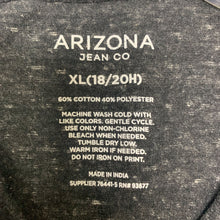 ARIZONA
JEAN CO
XL(18/20H)
60% COTTON 40% POLYESTER
MACHINE WASH COLD WITH
LIKE COLORS. GENTLE CYCLE.
USE ONLY NON-CHLORINE
BLEACH WHEN NEEDED.
TUMBLE DRY LOW.
WARM IRON IF NEEDED.
DO NOT IRON ON PRINT.
MADE IN INDIA
SUPPLIER 76441-5 RN# 93677